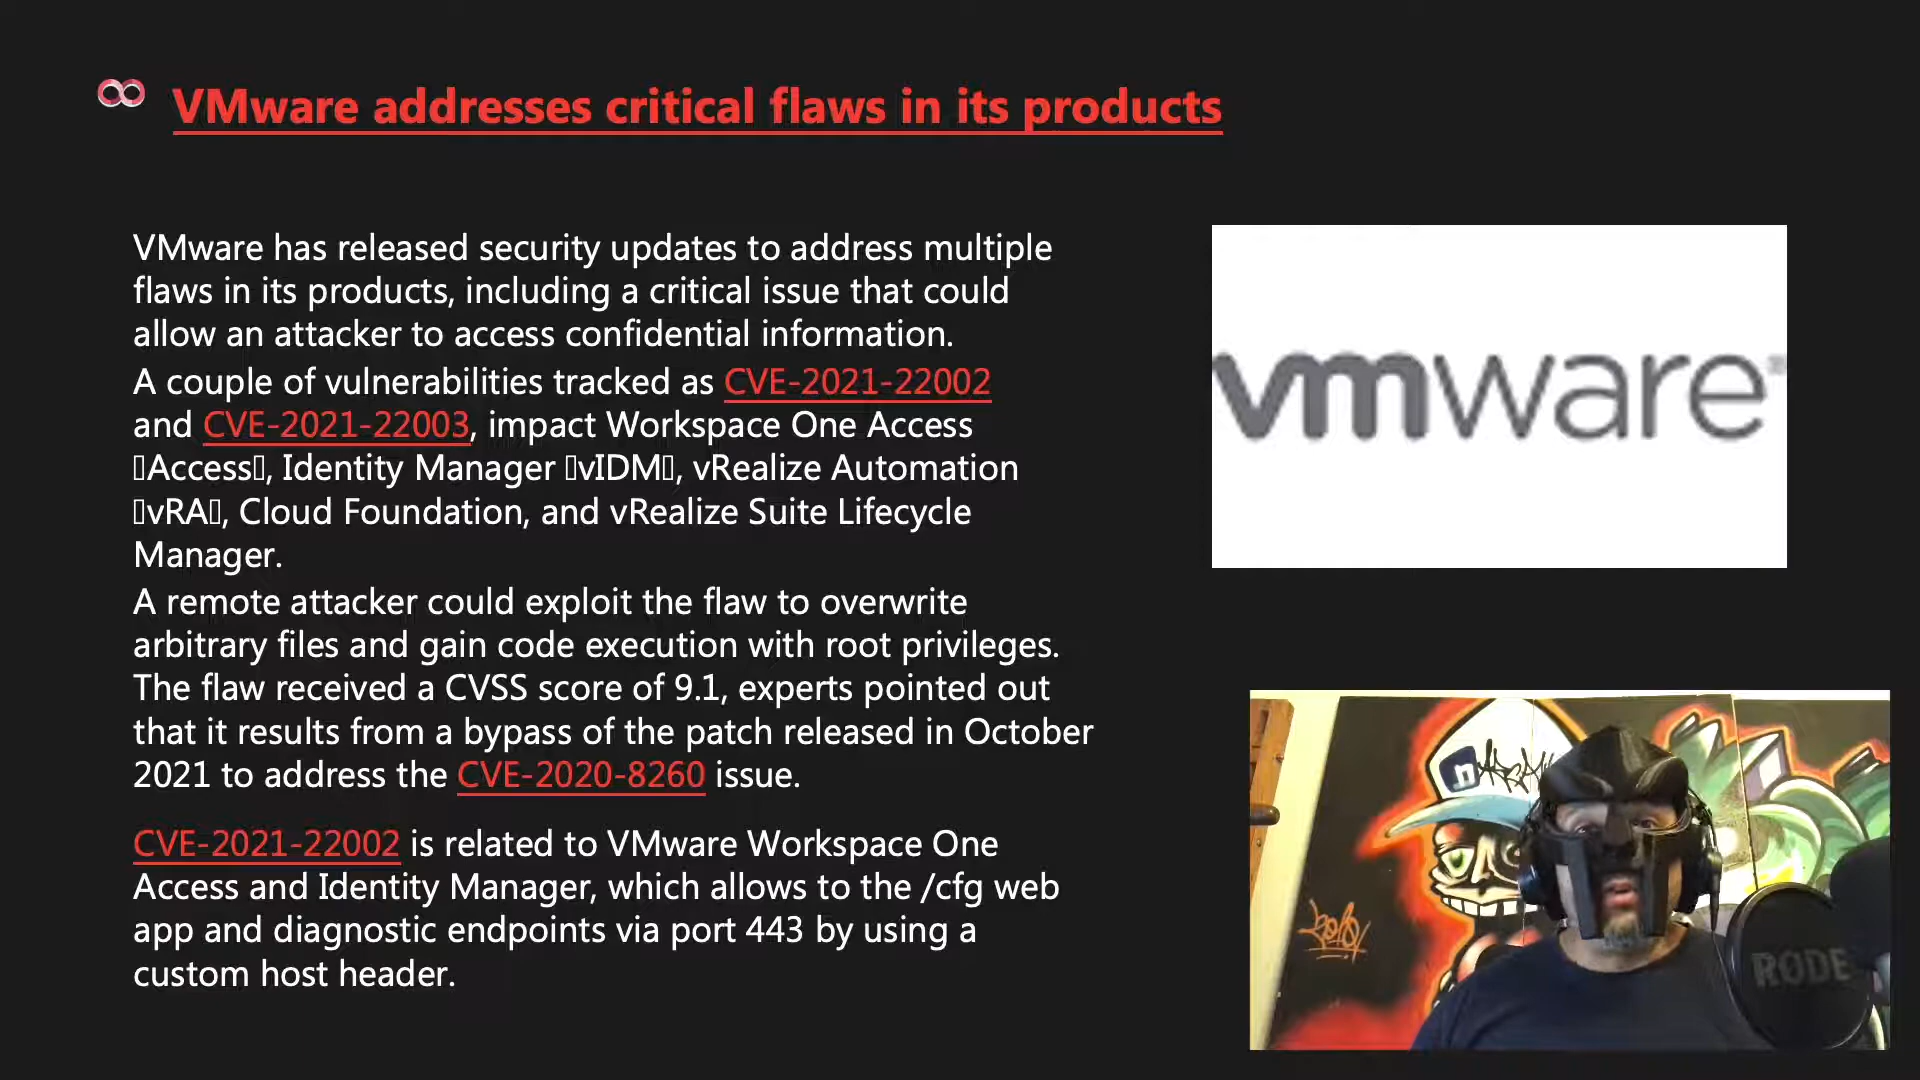 VMware addresses critical flaws in its products
VMware has released security updates to address multiple
flaws in its products, including a critical issue that could
allow an attacker to access confidential information.
A couple of vulnerabilities tracked as CVE-2021-22002
and CVE-2021-22003, impact Workspace One Access
▯Access▯, Identity Manager ▯vIDM▯, vRealize Automation
▯vRA▯, Cloud Foundation, and vRealize Suite Lifecycle
Manager.
A remote attacker could exploit the flaw to overwrite
arbitrary files and gain code execution with root privileges.
The flaw received a CVSS score of 9.1, experts pointed out
that it results from a bypass of the patch released in October
2021 to address the CVE-2020-8260 issue.
CVE-2021-22002 is related to VMware Workspace One
Access and Identity Manager, which allows to the /cfg web
app and diagnostic endpoints via port 443 by using a
custom host header.
vmware®
RØDE